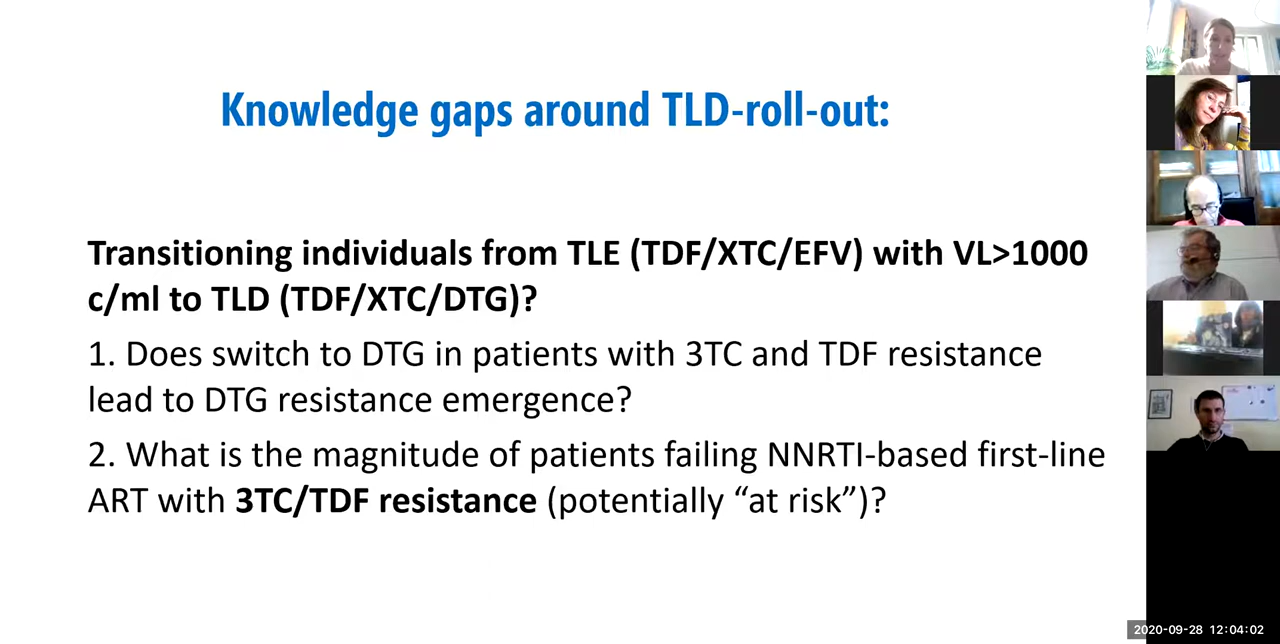 Knowledge gaps around TLD-roll-out:
Transitioning individuals from TLE (TDF/XTC/EFV) with VL>1000
c/ml to TLD (TDF/XTC/DTG)?
1. Does switch to DTG in patients with 3TC and TDF resistance
lead to DTG resistance emergence?
2. What is the magnitude of patients failing NNRTI-based first-line
ART with 3TC/TDF resistance (potentially “at risk”)?
2020-09-28 12:04:02